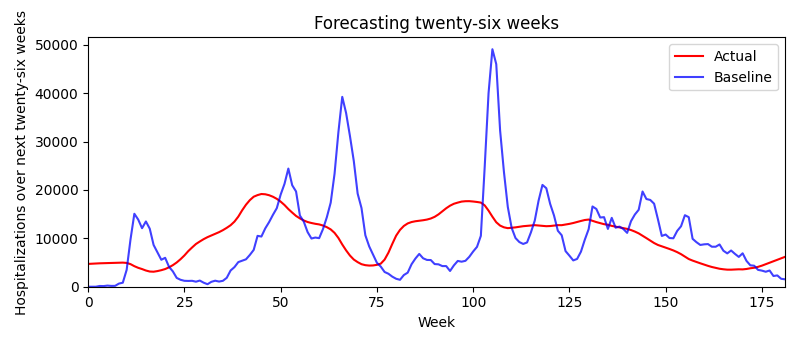 Forecasting twenty-six weeks
Hospitalizations over next twenty-six weeks
50000
40000
30000
20000
10000
0
Actual
Baseline
0 25 50 75 100 125 150 175
Week